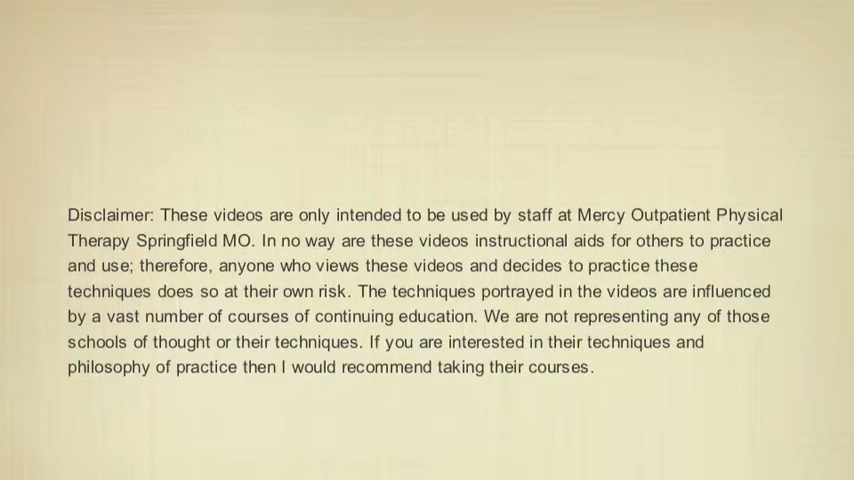 Disclaimer: These videos are only intended to be used by staff at Mercy Outpatient Physical
Therapy Springfield MO. In no way are these videos instructional aids for others to practice
and use; therefore, anyone who views these videos and decides to practice these
techniques does so at their own risk. The techniques portrayed in the videos are influenced
by a vast number of courses of continuing education. We are not representing any of those
schools of thought or their techniques. If you are interested in their techniques and
philosophy of practice then I would recommend taking their courses.